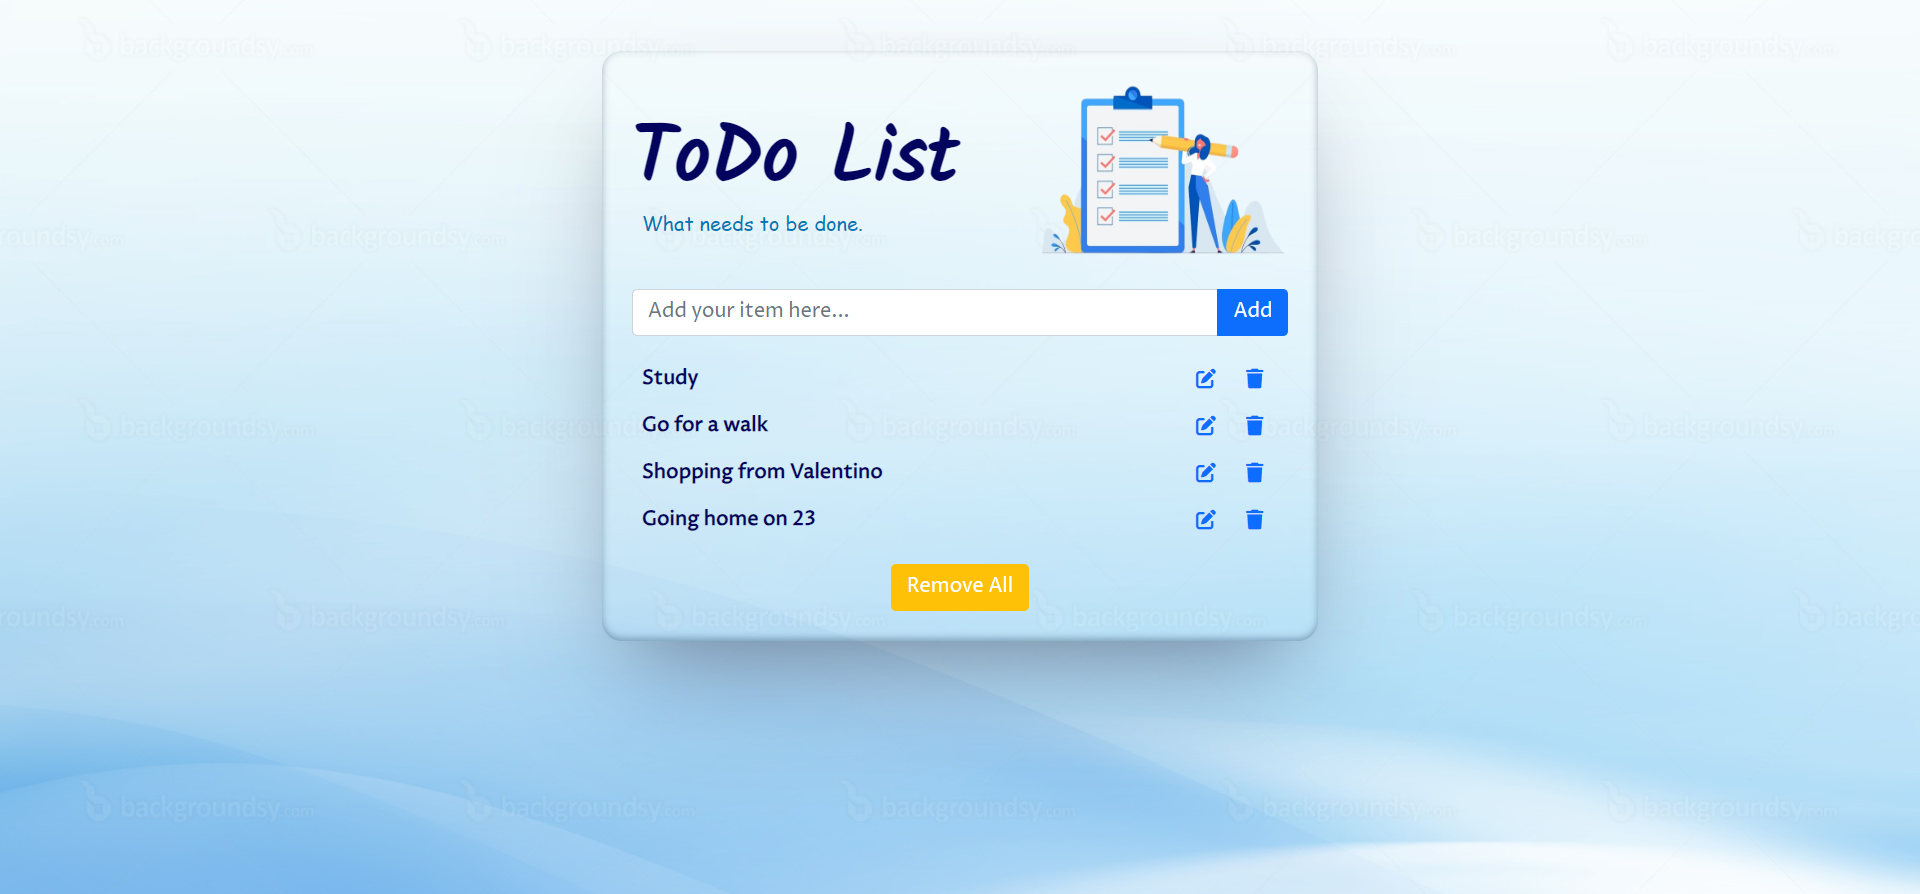 ToDo List
What needs to be done.
Add your item here...
Add
Study
Go for a walk
Shopping from Valentino
Going home on 23
Remove All
backgroundsy.com